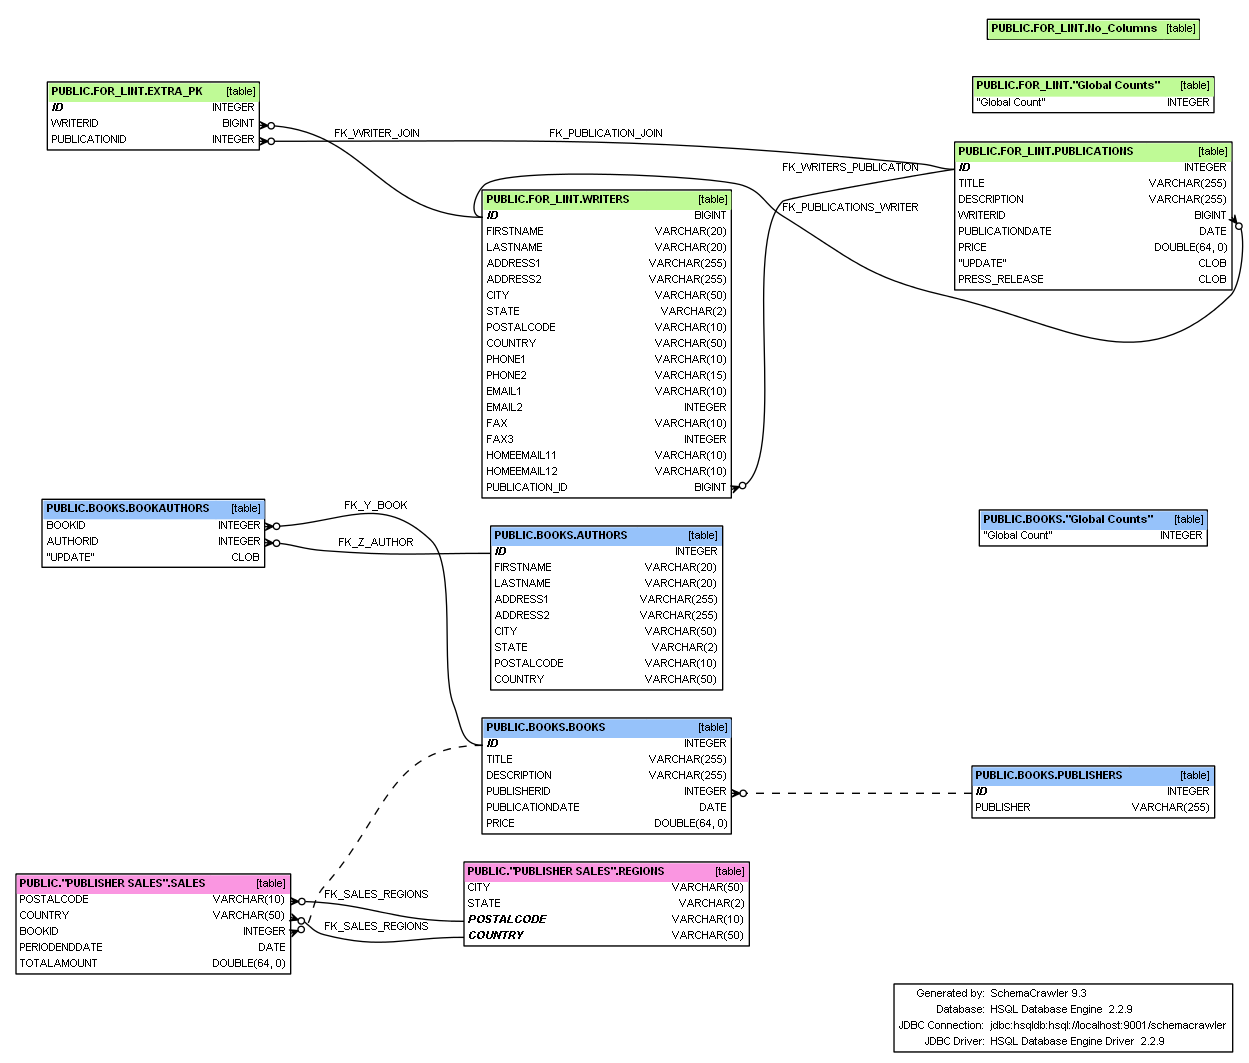 PUBLIC.FOR_LINT.No_Columns [table]
PUBLIC.FOR_LINT."Global Counts" [table]
"Global Count" INTEGER
PUBLIC.FOR_LINT.EXTRA_PK [table]
ID INTEGER
WRITERID BIGINT
PUBLICATIONID INTEGER
FK_WRITER_JOIN
FK_PUBLICATION_JOIN
PUBLIC.FOR_LINT.PUBLICATIONS [table]
ID INTEGER
TITLE VARCHAR(255)
DESCRIPTION VARCHAR(255)
WRITERID BIGINT
PUBLICATIONDATE DATE
PRICE DOUBLE(64, 0)
"UPDATE" CLOB
PRESS_RELEASE CLOB
FK_WRITERS_PUBLICATION
FK_PUBLICATIONS_WRITER
PUBLIC.FOR_LINT.WRITERS [table]
ID BIGINT
FIRSTNAME VARCHAR(20)
LASTNAME VARCHAR(20)
ADDRESS1 VARCHAR(255)
ADDRESS2 VARCHAR(255)
CITY VARCHAR(50)
STATE VARCHAR(2)
POSTALCODE VARCHAR(10)
COUNTRY VARCHAR(50)
PHONE1 VARCHAR(10)
PHONE2 VARCHAR(15)
EMAIL1 VARCHAR(10)
EMAIL2 INTEGER
FAX VARCHAR(10)
FAX3 INTEGER
HOMEEMAIL11 VARCHAR(10)
HOMEEMAIL12 VARCHAR(10)
PUBLICATION_ID BIGINT
PUBLIC.BOOKS.BOOKAUTHORS [table]
BOOKID INTEGER
AUTHORID INTEGER
"UPDATE" CLOB
FK_Y_BOOK
FK_Z_AUTHOR
PUBLIC.BOOKS."Global Counts" [table]
"Global Count" INTEGER
PUBLIC.BOOKS.AUTHORS [table]
ID INTEGER
FIRSTNAME VARCHAR(20)
LASTNAME VARCHAR(20)
ADDRESS1 VARCHAR(255)
ADDRESS2 VARCHAR(255)
CITY VARCHAR(50)
STATE VARCHAR(2)
POSTALCODE VARCHAR(10)
COUNTRY VARCHAR(50)
PUBLIC.BOOKS.BOOKS [table]
ID INTEGER
TITLE VARCHAR(255)
DESCRIPTION VARCHAR(255)
PUBLISHERID INTEGER
PUBLICATIONDATE DATE
PRICE DOUBLE(64, 0)
PUBLIC.BOOKS.PUBLISHERS [table]
ID INTEGER
PUBLISHER VARCHAR(255)
PUBLIC."PUBLISHER SALES".SALES [table]
POSTALCODE VARCHAR(10)
COUNTRY VARCHAR(50)
BOOKID INTEGER
PERIODENDDATE DATE
TOTALAMOUNT DOUBLE(64, 0)
FK_SALES_REGIONS
FK_SALES_REGIONS
PUBLIC."PUBLISHER SALES".REGIONS [table]
CITY VARCHAR(50)
STATE VARCHAR(2)
POSTALCODE VARCHAR(10)
COUNTRY VARCHAR(50)
Generated by: SchemaCrawler 9.3
Database: HSQL Database Engine 2.2.9
JDBC Connection: jdbc:hsqldb:hsql://localhost:9001/schemacrawler
JDBC Driver: HSQL Database Engine Driver 2.2.9